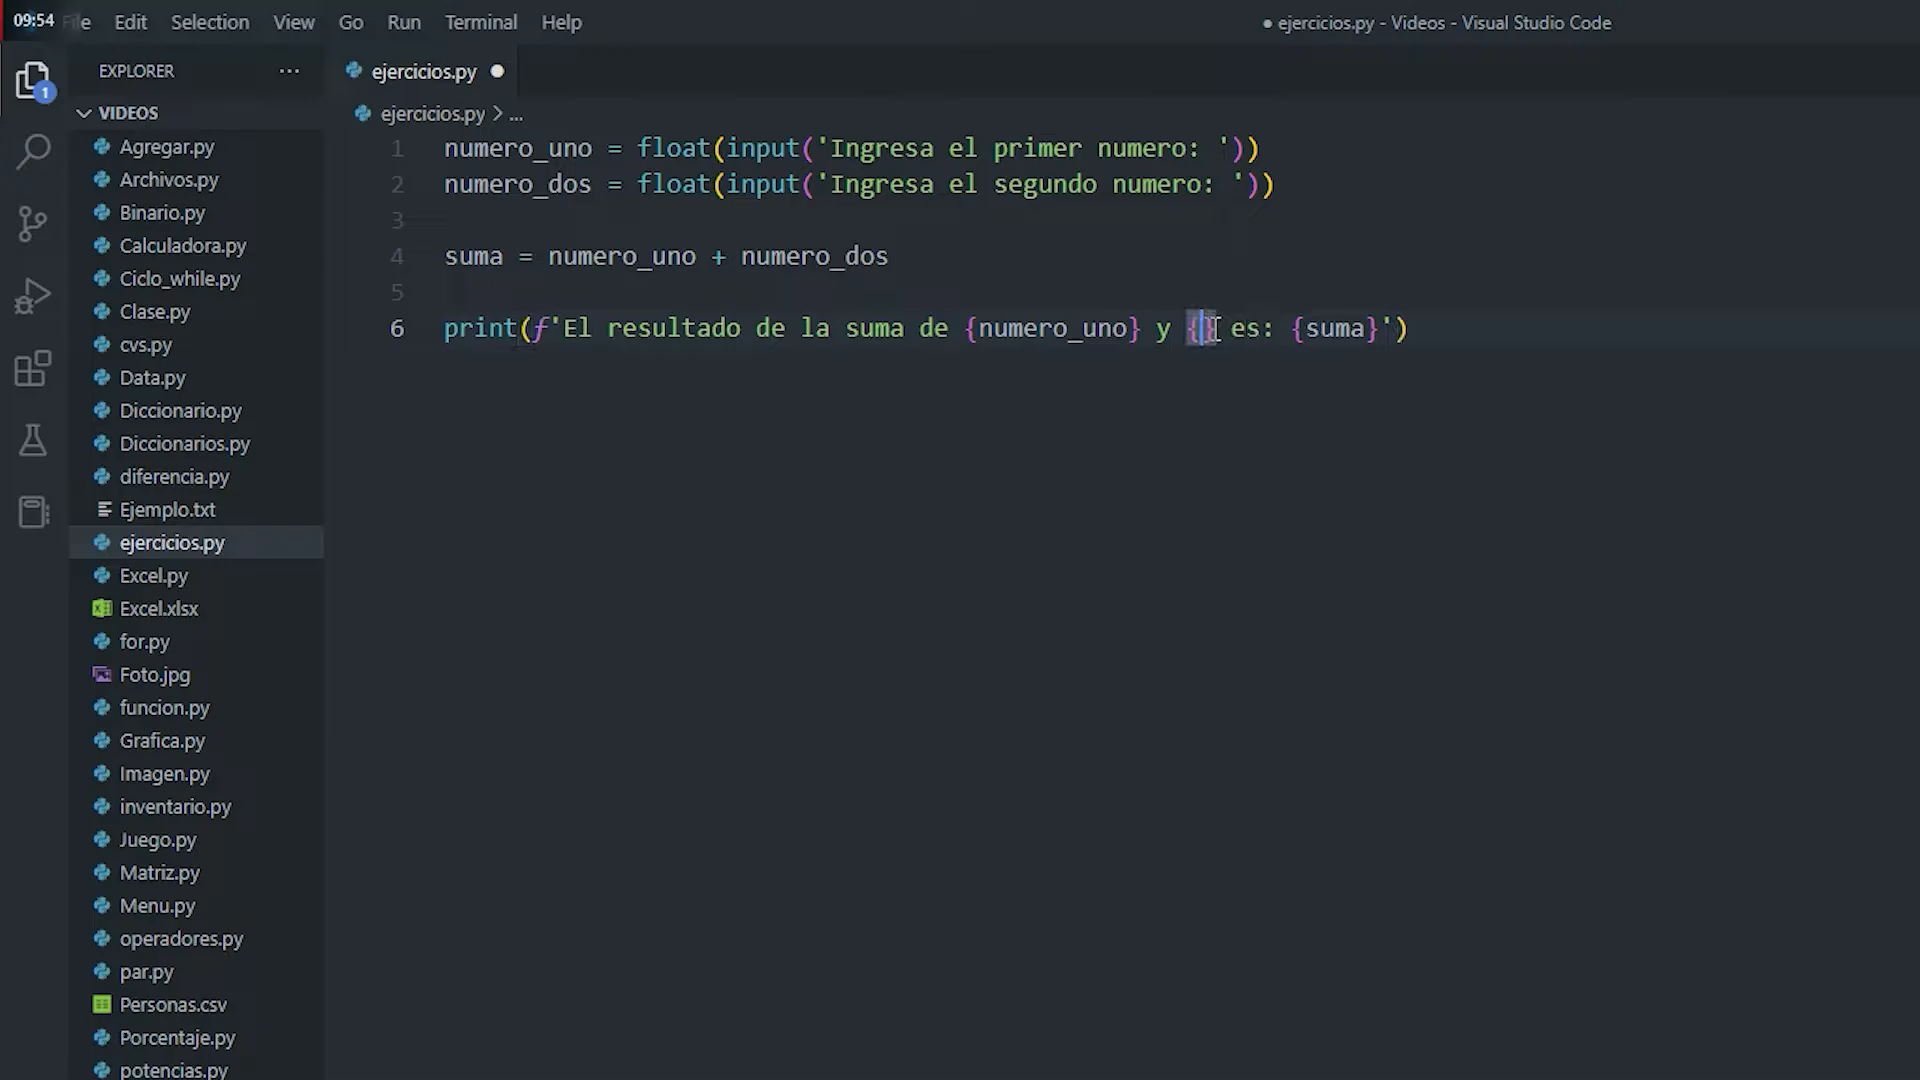 09:54 File Edit Selection View Go Run Terminal Help ● ejercicios.py - Videos - Visual Studio Code
EXPLORER ···
1
VIDEOS
Agregar.py
Archivos.py
Binario.py
Calculadora.py
Ciclo_while.py
Clase.py
cvs.py
Data.py
Diccionario.py
Diccionarios.py
diferencia.py
Ejemplo.txt
ejercicios.py
Excel.py
Excel.xlsx
for.py
Foto.jpg
funcion.py
Grafica.py
Imagen.py
inventario.py
Juego.py
Matriz.py
Menu.py
operadores.py
par.py
Personas.csv
Porcentaje.py
potencias.py
ejercicios.py ●
ejercicios.py > ...
1 numero_uno = float(input('Ingresa el primer numero: '))
2 numero_dos = float(input('Ingresa el segundo numero: '))
3
4 suma = numero_uno + numero_dos
5
6 print(f'El resultado de la suma de {numero_uno} y {} es: {suma}')